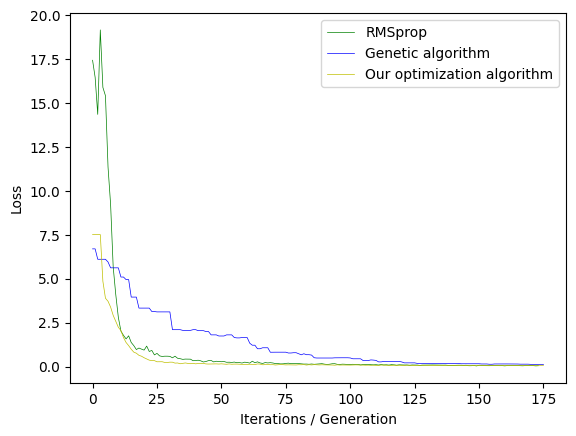 20.0
17.5
15.0
12.5
10.0
7.5
5.0
2.5
0.0
Loss
RMSprop
Genetic algorithm
Our optimization algorithm
0 25 50 75 100 125 150 175
Iterations / Generation